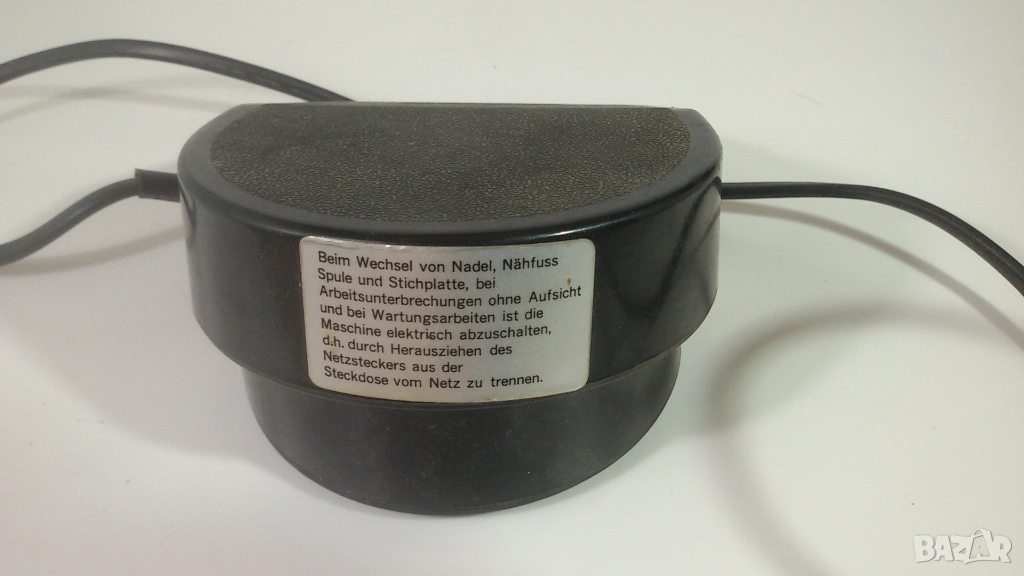 Beim Wechsel von Nadel, Nähfuss
Spule und Stichplatte, bei
Arbeitsunterbrechungen ohne Aufsicht
und bei Wartungsarbeiten ist die
Maschine elektrisch abzuschalten,
d.h. durch Herausziehen des
Netzsteckers aus der
Steckdose vom Netz zu trennen.
BAZAR